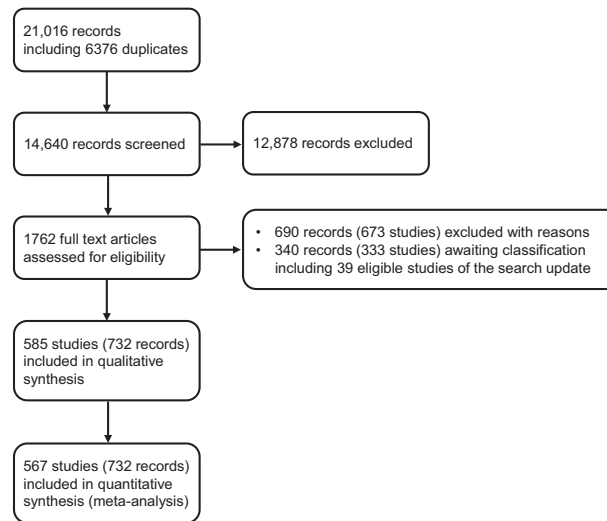 21,016 records
including 6376 duplicates
14,640 records screened
12,878 records excluded
1762 full text articles
assessed for eligibility
• 690 records (673 studies) excluded with reasons
• 340 records (333 studies) awaiting classification
including 39 eligible studies of the search update
585 studies (732 records)
included in qualitative
synthesis
567 studies (732 records)
included in quantitative
synthesis (meta-analysis)